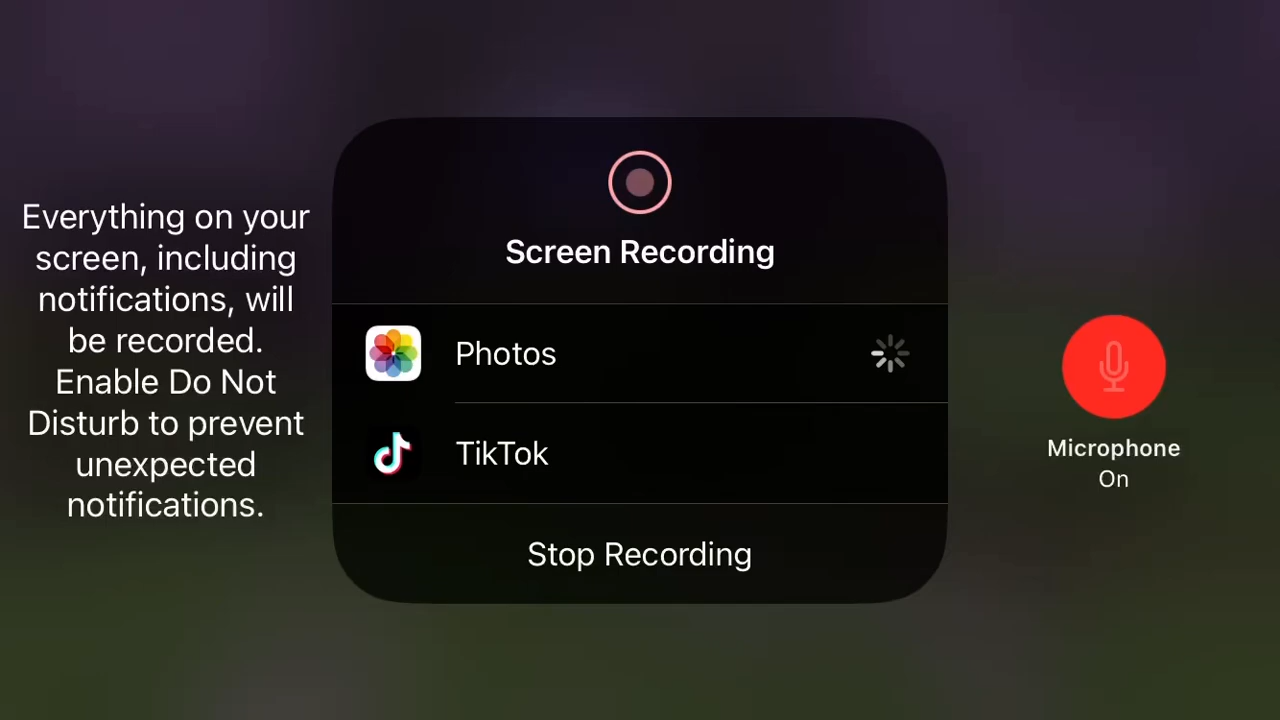 Everything on your
screen, including
notifications, will
be recorded.
Enable Do Not
Disturb to prevent
unexpected
notifications.
Screen Recording
Photos
TikTok
Stop Recording
Microphone
On